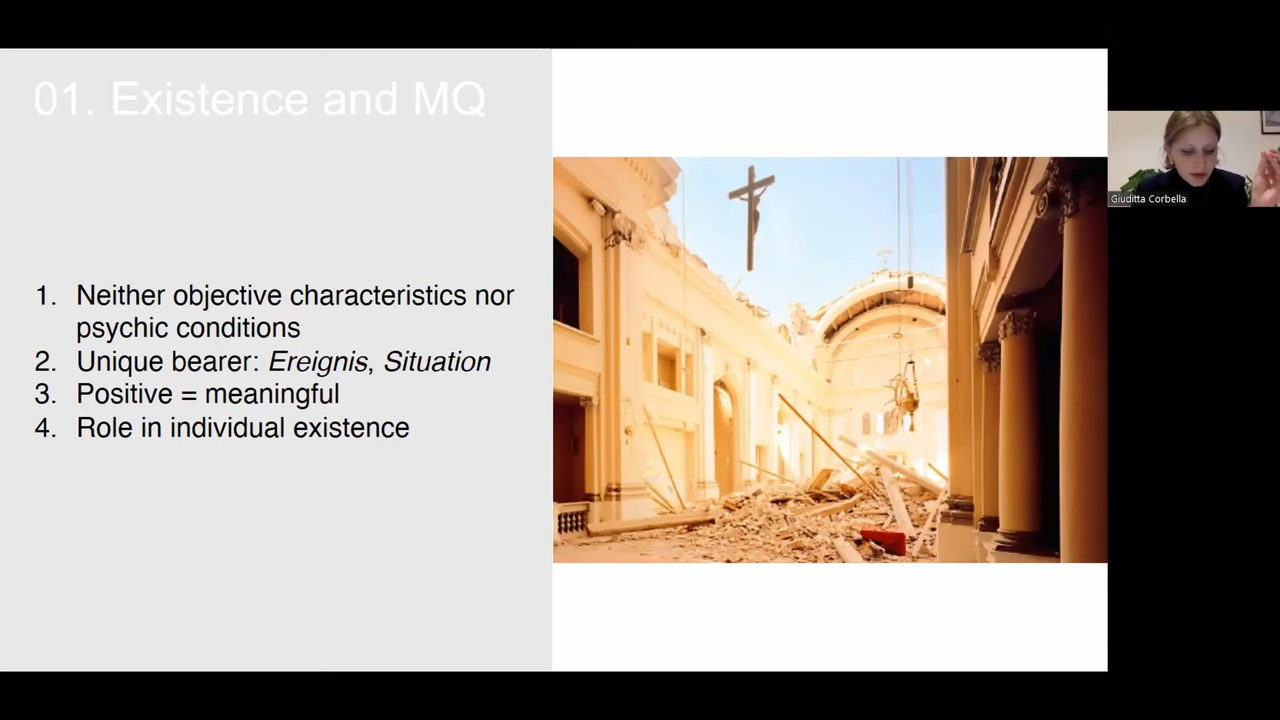 01. Existence and MQ
1. Neither objective characteristics nor
psychic conditions
2. Unique bearer: Ereignis, Situation
3. Positive = meaningful
4. Role in individual existence
Giuditta Corbella